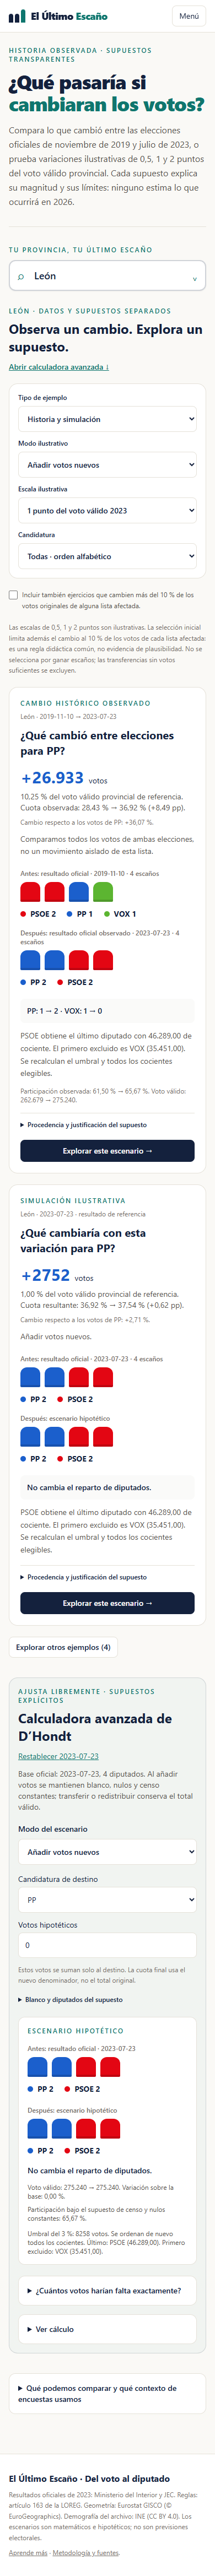 El Último Escaño
Menú
HISTORIA OBSERVADA · SUPUESTOS
TRANSPARENTES
¿Qué pasaría si
cambiaran los votos?
Compara lo que cambió entre las elecciones
oficiales de noviembre de 2019 y julio de 2023, o
prueba variaciones ilustrativas de 0,5, 1 y 2 puntos
del voto válido provincial. Cada supuesto explica
su magnitud y sus límites: ninguno estima lo que
ocurrirá en 2026.
TU PROVINCIA, TU ÚLTIMO ESCAÑO
León
LEÓN · DATOS Y SUPUESTOS SEPARADOS
Observa un cambio. Explora un
supuesto.
Abrir calculadora avanzada ↓
Tipo de ejemplo
Historia y simulación
Modo ilustrativo
Añadir votos nuevos
Escala ilustrativa
1 punto del voto válido 2023
Candidatura
Todas · orden alfabético
Incluir también ejercicios que cambien más del 10 % de los
votos originales de alguna lista afectada.
Las escalas de 0,5, 1 y 2 puntos son ilustrativas. La selección inicial
limita además el cambio al 10 % de los votos de cada lista afectada:
es una regla didáctica común, no evidencia de plausibilidad. No se
selecciona por ganar escaños; las transferencias sin votos
suficientes se excluyen.
CAMBIO HISTÓRICO OBSERVADO
León · 2019-11-10 → 2023-07-23
¿Qué cambió entre elecciones
para PP?
+26.933 votos
10,25 % del voto válido provincial de referencia.
Cuota observada: 28,43 % → 36,92 % (+8,49 pp).
Cambio respecto a los votos de PP: +36,07 %.
Comparamos todos los votos de ambas elecciones,
no un movimiento aislado de esta lista.
Antes: resultado oficial · 2019-11-10 · 4 escaños
PSOE 2 PP 1 VOX 1
Después: resultado oficial observado · 2023-07-23 · 4
escaños
PP 2 PSOE 2
PP: 1 → 2 · VOX: 1 → 0
PSOE obtiene el último diputado con 46.289,00 de
cociente. El primero excluido es VOX (35.451,00).
Se recalculan el umbral y todos los cocientes
elegibles.
Participación observada: 61,50 % → 65,67 %. Voto válido:
262.679 → 275.240.
▶ Procedencia y justificación del supuesto
Explorar este escenario →
SIMULACIÓN ILUSTRATIVA
León · 2023-07-23 · resultado de referencia
¿Qué cambiaría con esta
variación para PP?
+2752 votos
1,00 % del voto válido provincial de referencia.
Cuota resultante: 36,92 % → 37,54 % (+0,62 pp).
Cambio respecto a los votos de PP: +2,71 %.
Añadir votos nuevos.
Antes: resultado oficial · 2023-07-23 · 4 escaños
PP 2 PSOE 2
Después: escenario hipotético
PP 2 PSOE 2
No cambia el reparto de diputados.
PSOE obtiene el último diputado con 46.289,00 de
cociente. El primero excluido es VOX (35.451,00).
Se recalculan el umbral y todos los cocientes
elegibles.
▶ Procedencia y justificación del supuesto
Explorar este escenario →
Explorar otros ejemplos (4)
AJUSTA LIBREMENTE · SUPUESTOS
EXPLÍCITOS
Calculadora avanzada de
D’Hondt
Restablecer 2023-07-23
Base oficial: 2023-07-23, 4 diputados. Al añadir
votos se mantienen blanco, nulos y censo
constantes; transferir o redistribuir conserva el total
válido.
Modo del escenario
Añadir votos nuevos
Candidatura de destino
PP
Votos hipotéticos
0
Estos votos se suman solo al destino. La cuota final usa el
nuevo denominador, no el total original.
▶ Blanco y diputados del supuesto
ESCENARIO HIPOTÉTICO
Antes: resultado oficial · 2023-07-23
PP 2 PSOE 2
Después: escenario hipotético
PP 2 PSOE 2
No cambia el reparto de diputados.
Voto válido: 275.240 → 275.240. Variación sobre la
base: 0,00 %.
Participación bajo el supuesto de censo y nulos
constantes: 65,67 %.
Umbral del 3 %: 8258 votos. Se ordenan de nuevo
todos los cocientes. Último: PSOE (46.289,00). Primero
excluido: VOX (35.451,00).
▶ ¿Cuántos votos harían falta exactamente?
▶ Ver cálculo
▶ Qué podemos comparar y qué contexto de
encuestas usamos
El Último Escaño · Del voto al diputado
Resultados oficiales de 2023: Ministerio del Interior y JEC. Reglas:
artículo 163 de la LOREG. Geometría: Eurostat GISCO (©
EuroGeographics). Demografía del archivo: INE (CC BY 4.0). Los
escenarios son matemáticos e hipotéticos; no son previsiones
electorales.
Aprende más · Metodología y fuentes.